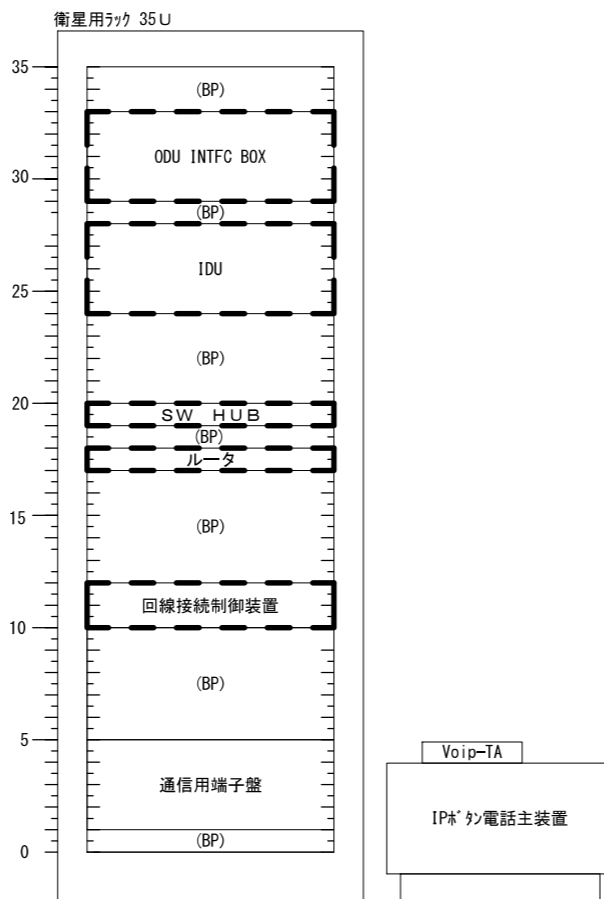 衛星用ﾗｯｸ 35U
35
(BP)
ODU INTFC BOX
30
(BP)
IDU
25
(BP)
20
SW HUB
(BP)
ルータ
15
(BP)
回線接続制御装置
10
(BP)
5
通信用端子盤
(BP)
0
Voip-TA
IPﾎﾞﾀﾝ電話主装置